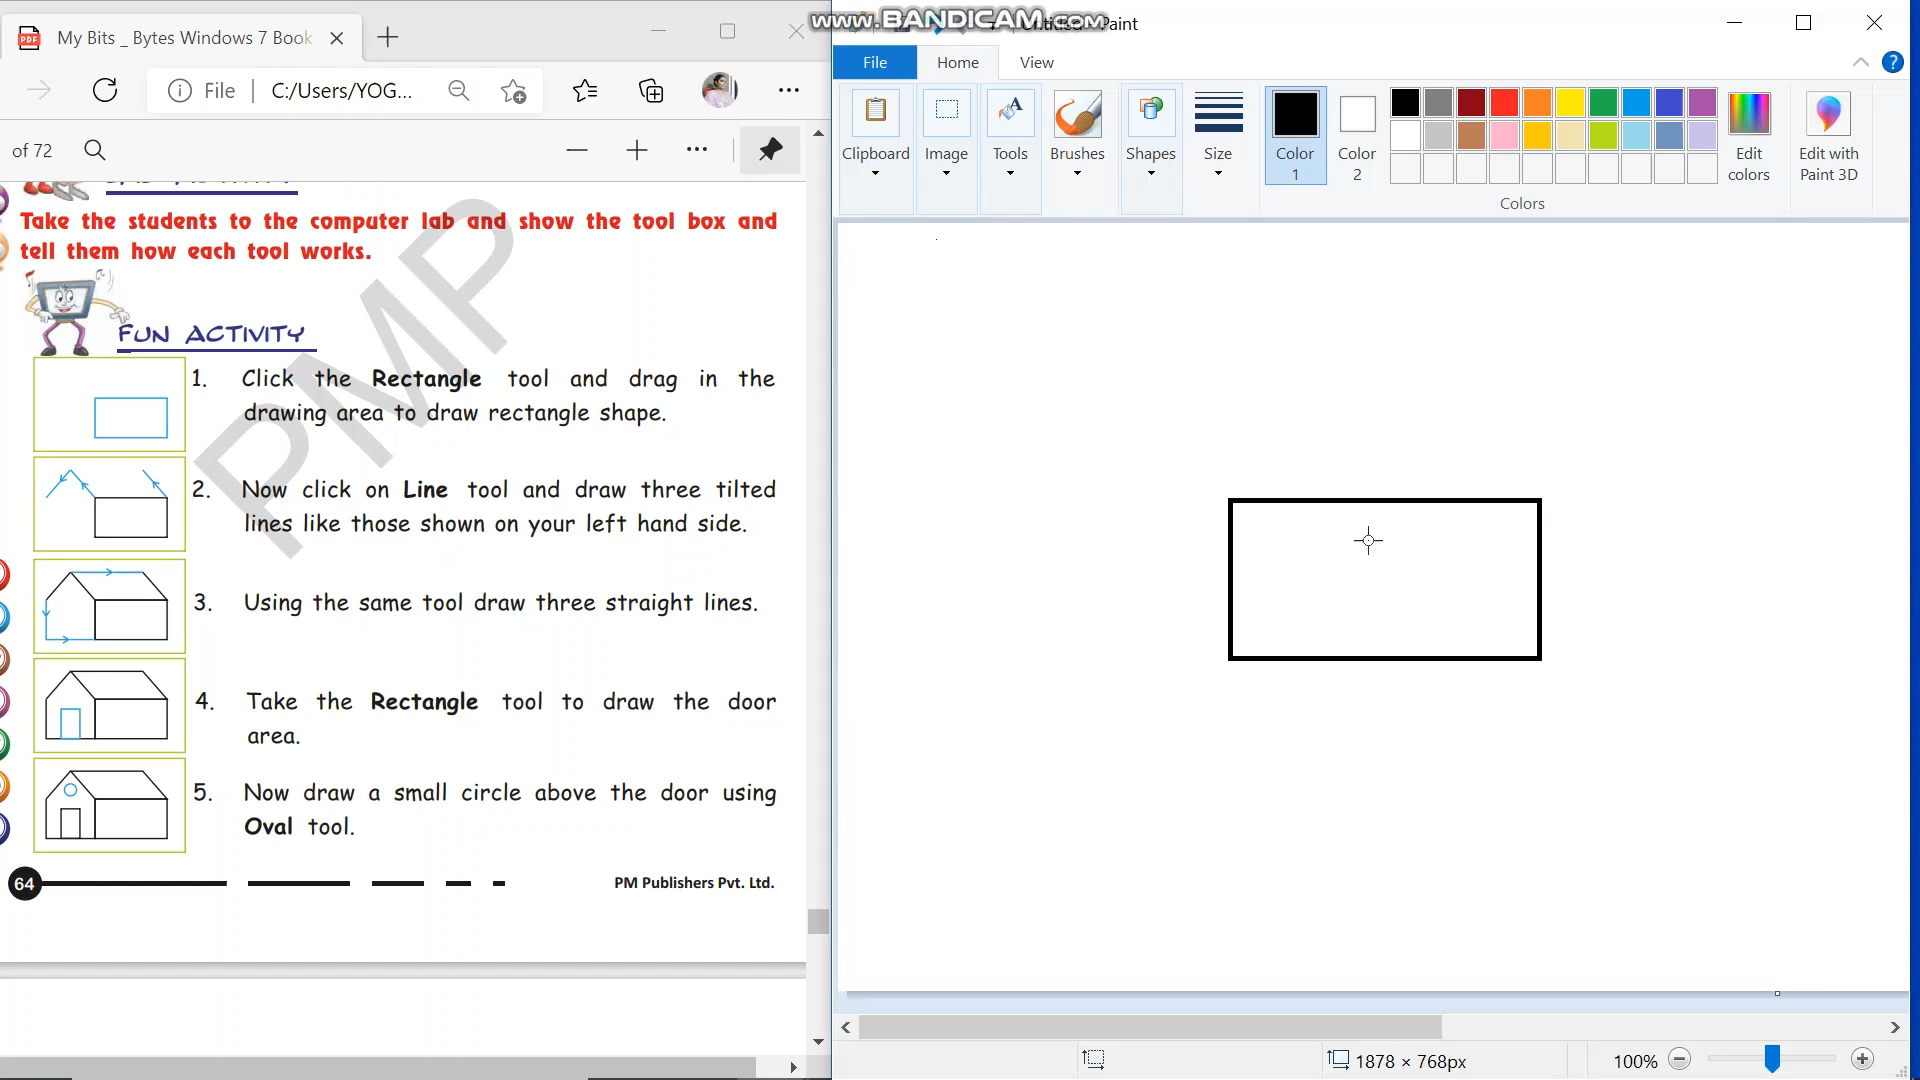 www.BANDICAM.com
My Bits _ Bytes Windows 7 Book
File
C:/Users/YOG...
of 72
Take the students to the computer lab and show the tool box and
tell them how each tool works.
FUN ACTIVITY
1. Click the Rectangle tool and drag in the
drawing area to draw rectangle shape.
2. Now click on Line tool and draw three tilted
lines like those shown on your left hand side.
3. Using the same tool draw three straight lines.
4. Take the Rectangle tool to draw the door
area.
5. Now draw a small circle above the door using
Oval tool.
PMP
64
PM Publishers Pvt. Ltd.
Untitled - Paint
File Home View
Clipboard Image Tools Brushes Shapes Size
Color
1
Color
2
Edit
colors
Edit with
Paint 3D
Colors
1878 × 768px
100%